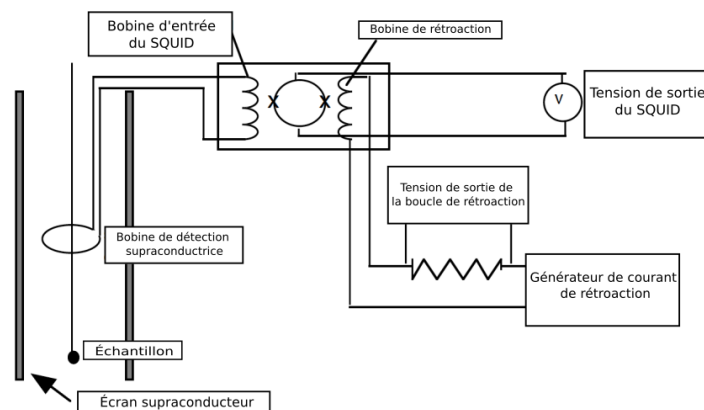 Bobine d'entrée
du SQUID
Bobine de rétroaction
X
X
V
Tension de sortie
du SQUID
Tension de sortie de
la boucle de rétroaction
Bobine de détection
supraconductrice
Générateur de courant
de rétroaction
Échantillon
Écran supraconducteur